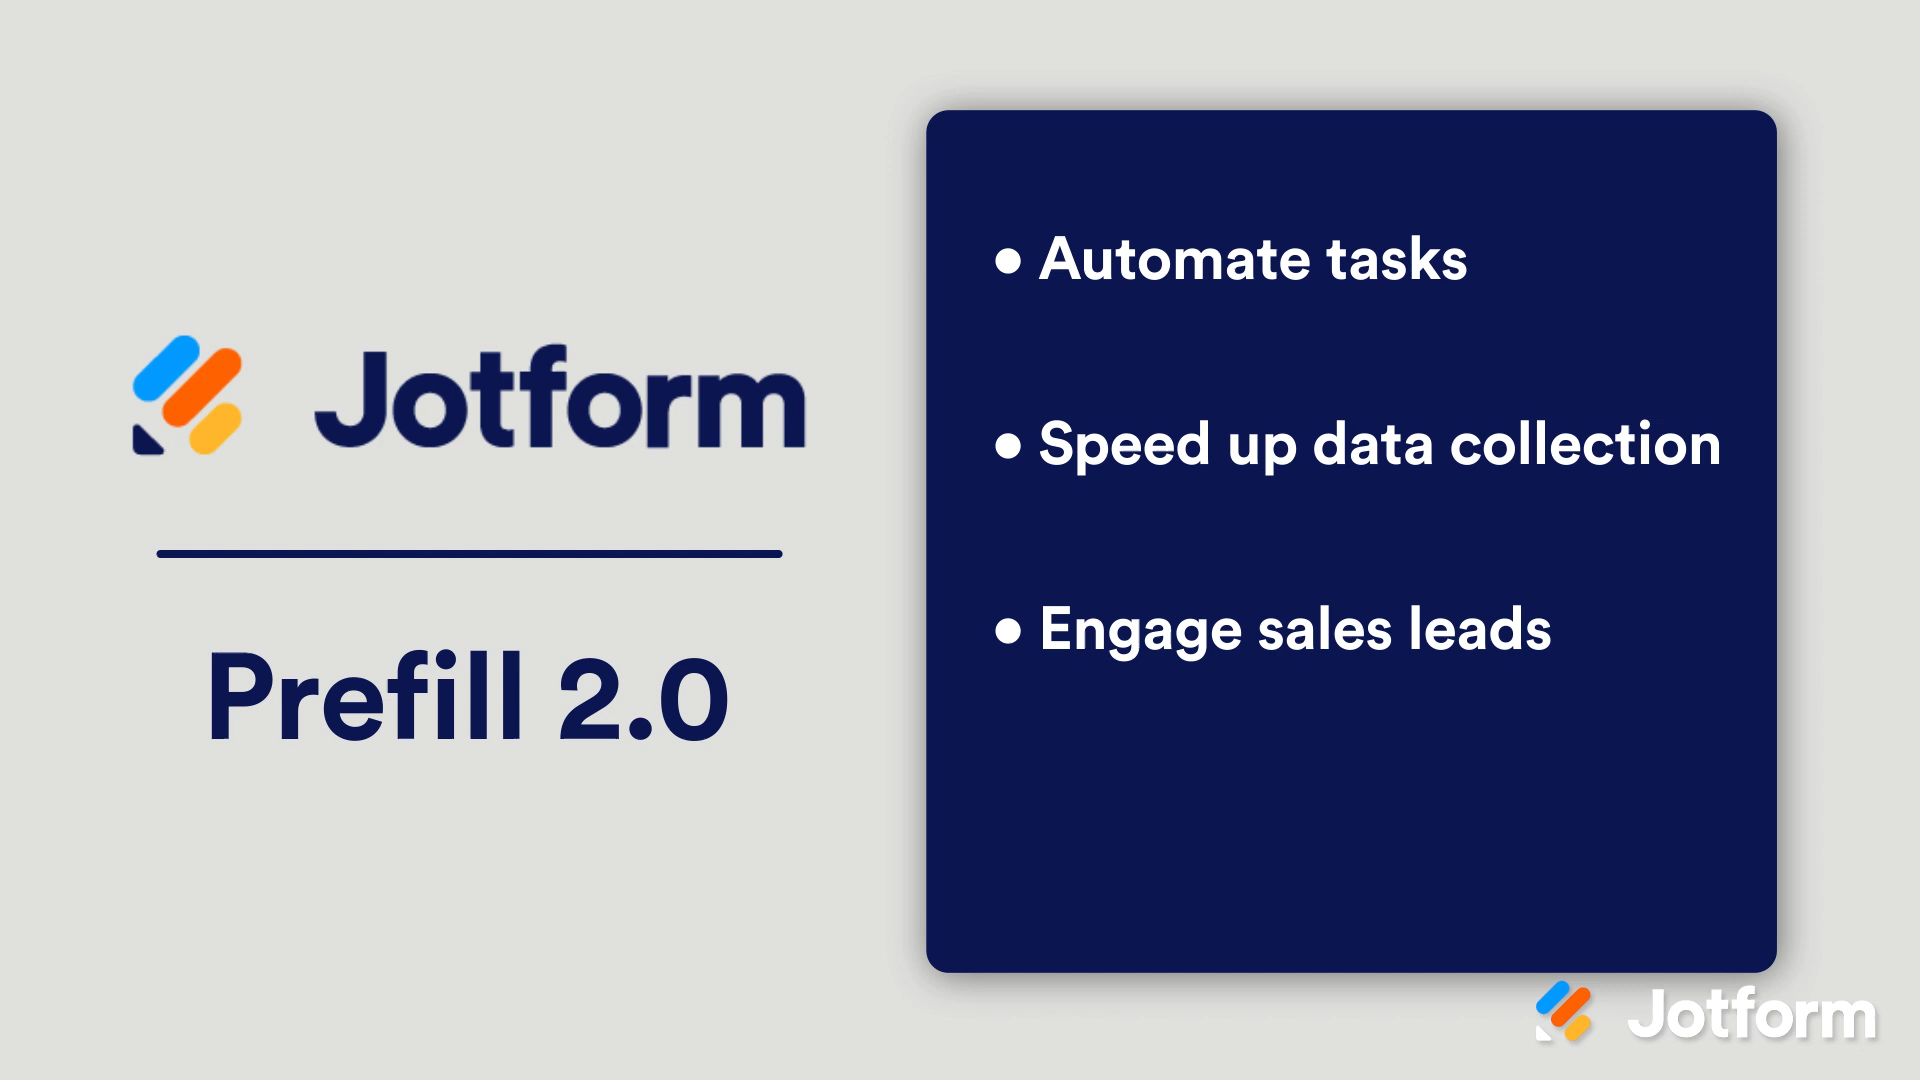 Jotform
Prefill 2.0
• Automate tasks
• Speed up data collection
• Engage sales leads
Jotform